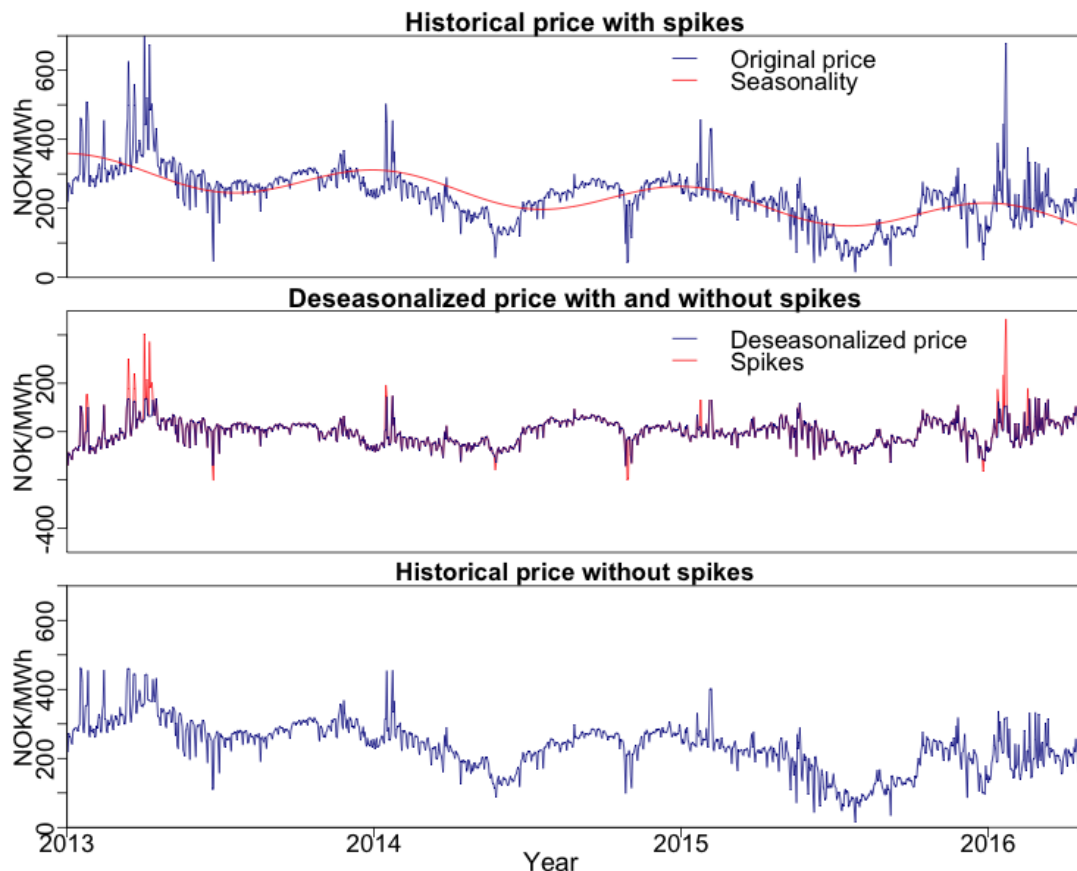 Historical price with spikes
Original price
Seasonality
NOK/MWh
600
400
200
0
Deseasonalized price with and without spikes
Deseasonalized price
Spikes
NOK/MWh
200
0
-400
Historical price without spikes
NOK/MWh
600
400
200
0
2013 2014 2015 2016
Year